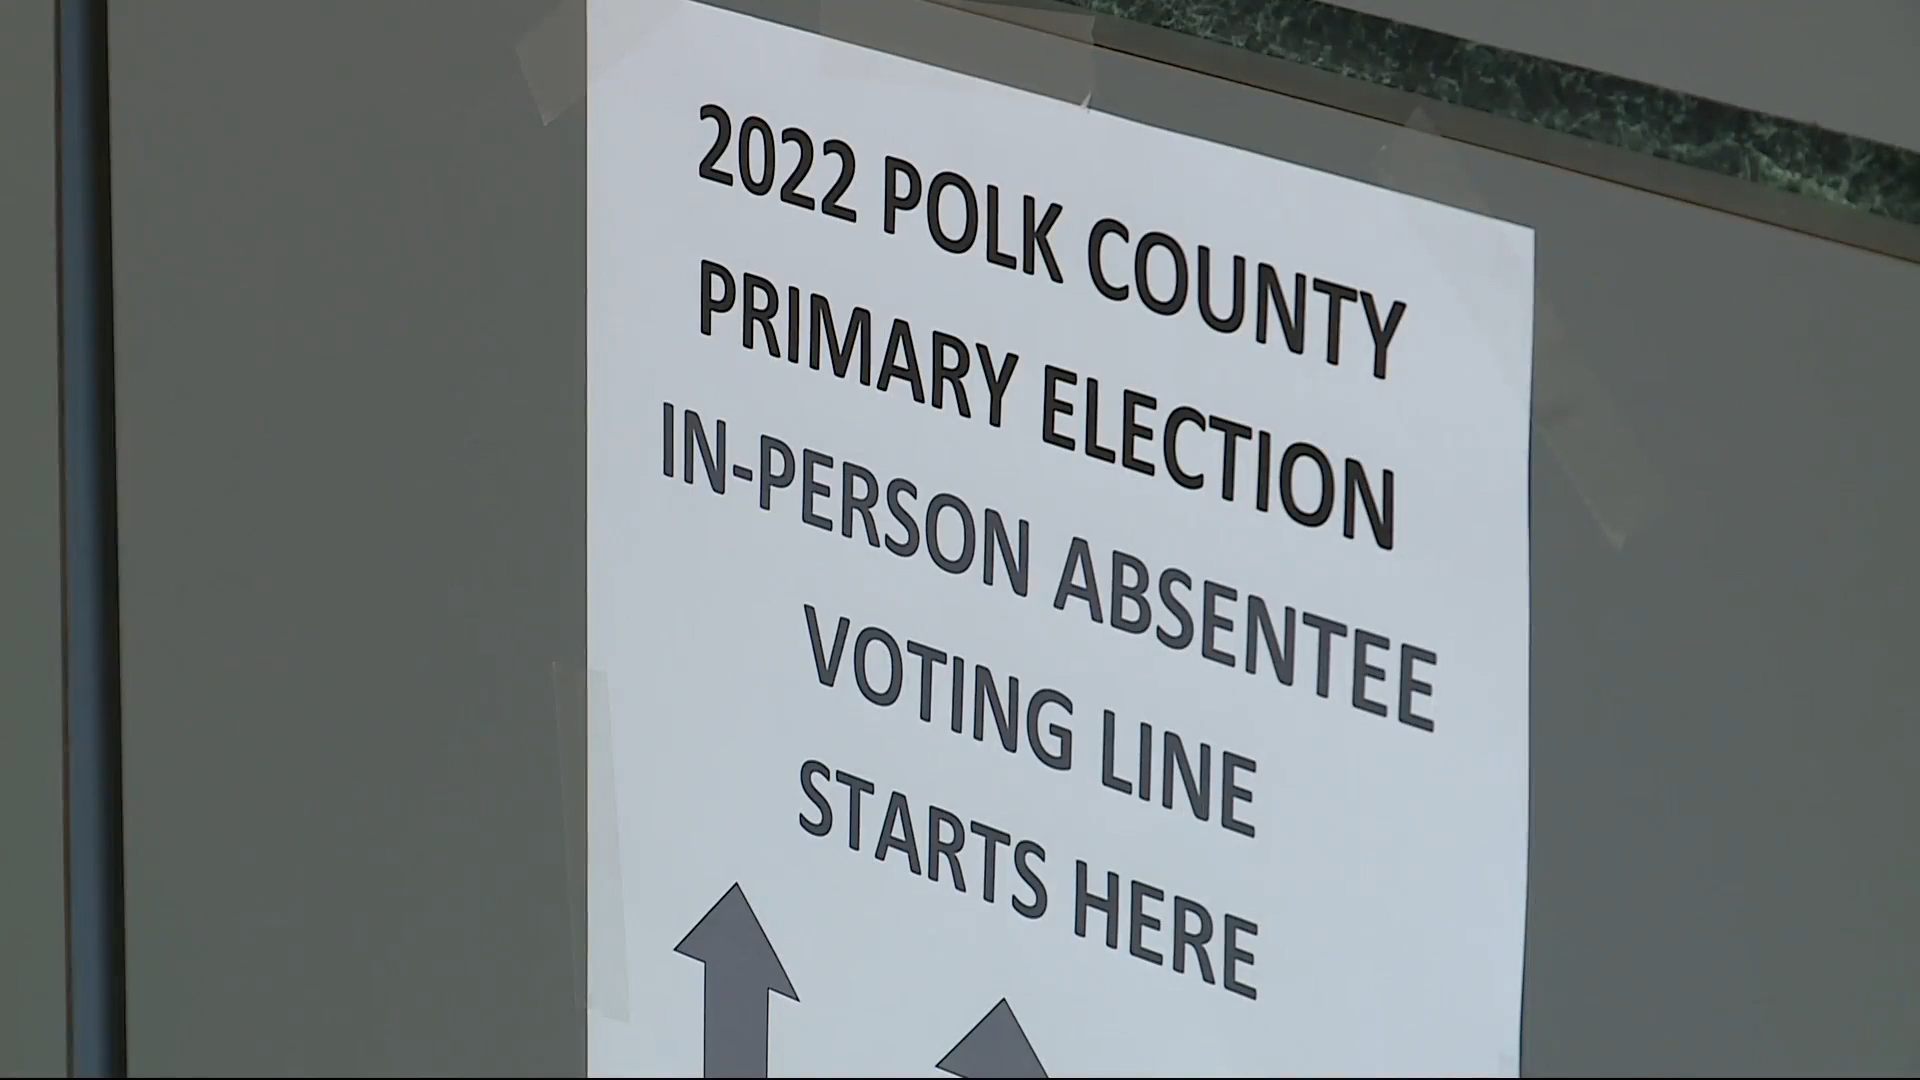 2022 POLK COUNTY
PRIMARY ELECTION
IN-PERSON ABSENTEE
VOTING LINE
STARTS HERE